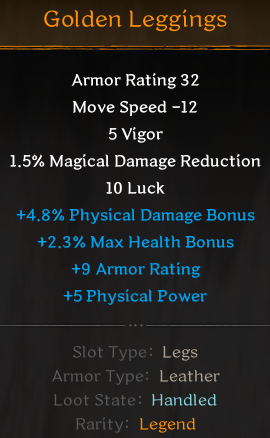 Golden Leggings
Armor Rating 32
Move Speed -12
5 Vigor
1.5% Magical Damage Reduction
10 Luck
+4.8% Physical Damage Bonus
+2.3% Max Health Bonus
+9 Armor Rating
+5 Physical Power
Slot Type: Legs
Armor Type: Leather
Loot State: Handled
Rarity: Legend